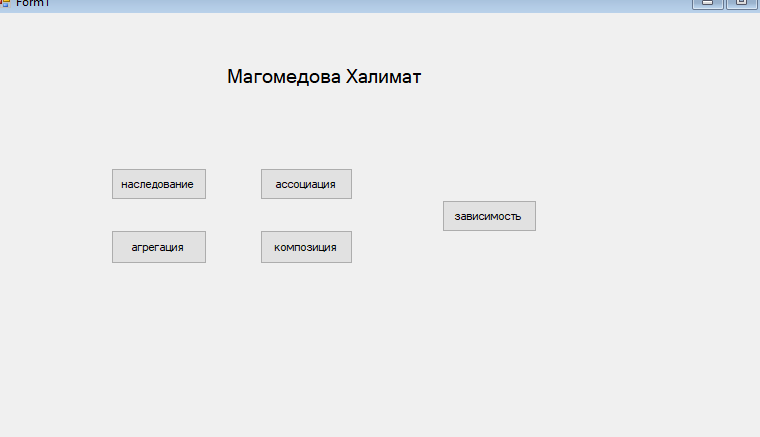 Form1
Магомедова Халимат
наследование
ассоциация
зависимость
агрегация
композиция